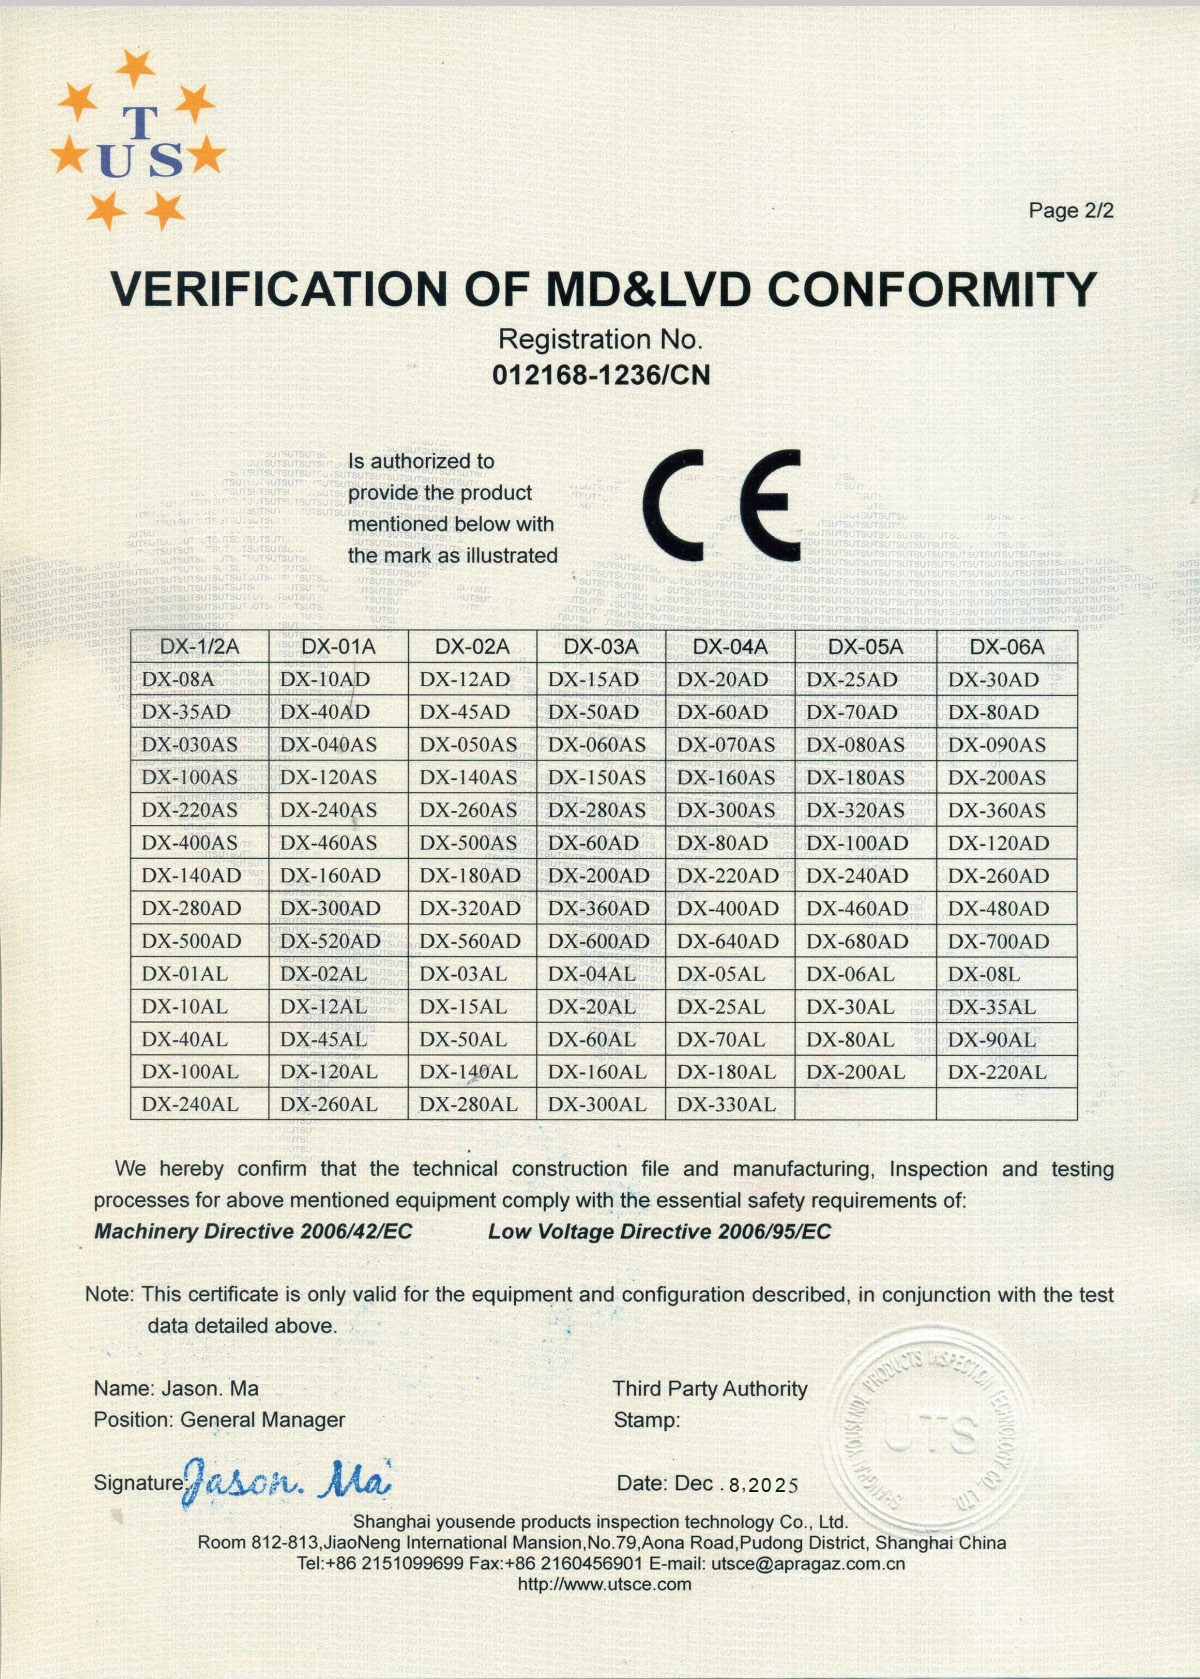 T
U S
Page 2/2
VERIFICATION OF MD&LVD CONFORMITY
Registration No.
012168-1236/CN
Is authorized to
provide the product
mentioned below with
the mark as illustrated
CE
DX-1/2A DX-01A DX-02A DX-03A DX-04A DX-05A DX-06A
DX-08A DX-10AD DX-12AD DX-15AD DX-20AD DX-25AD DX-30AD
DX-35AD DX-40AD DX-45AD DX-50AD DX-60AD DX-70AD DX-80AD
DX-030AS DX-040AS DX-050AS DX-060AS DX-070AS DX-080AS DX-090AS
DX-100AS DX-120AS DX-140AS DX-150AS DX-160AS DX-180AS DX-200AS
DX-220AS DX-240AS DX-260AS DX-280AS DX-300AS DX-320AS DX-360AS
DX-400AS DX-460AS DX-500AS DX-60AD DX-80AD DX-100AD DX-120AD
DX-140AD DX-160AD DX-180AD DX-200AD DX-220AD DX-240AD DX-260AD
DX-280AD DX-300AD DX-320AD DX-360AD DX-400AD DX-460AD DX-480AD
DX-500AD DX-520AD DX-560AD DX-600AD DX-640AD DX-680AD DX-700AD
DX-01AL DX-02AL DX-03AL DX-04AL DX-05AL DX-06AL DX-08L
DX-10AL DX-12AL DX-15AL DX-20AL DX-25AL DX-30AL DX-35AL
DX-40AL DX-45AL DX-50AL DX-60AL DX-70AL DX-80AL DX-90AL
DX-100AL DX-120AL DX-140AL DX-160AL DX-180AL DX-200AL DX-220AL
DX-240AL DX-260AL DX-280AL DX-300AL DX-330AL
We hereby confirm that the technical construction file and manufacturing, Inspection and testing
processes for above mentioned equipment comply with the essential safety requirements of:
Machinery Directive 2006/42/EC Low Voltage Directive 2006/95/EC
Note: This certificate is only valid for the equipment and configuration described, in conjunction with the test
data detailed above.
Name: Jason. Ma Third Party Authority
Position: General Manager Stamp:
SHANGHAI YOUSENDE PRODUCTS INSPECTION TECHNOLOGY CO., LTD.
UTS
Signature: Jason. Ma Date: Dec . 8,2025
Shanghai yousende products inspection technology Co., Ltd.
Room 812-813,JiaoNeng International Mansion,No.79,Aona Road,Pudong District, Shanghai China
Tel:+86 2151099699 Fax:+86 2160456901 E-mail: utsce@apragaz.com.cn
http://www.utsce.com